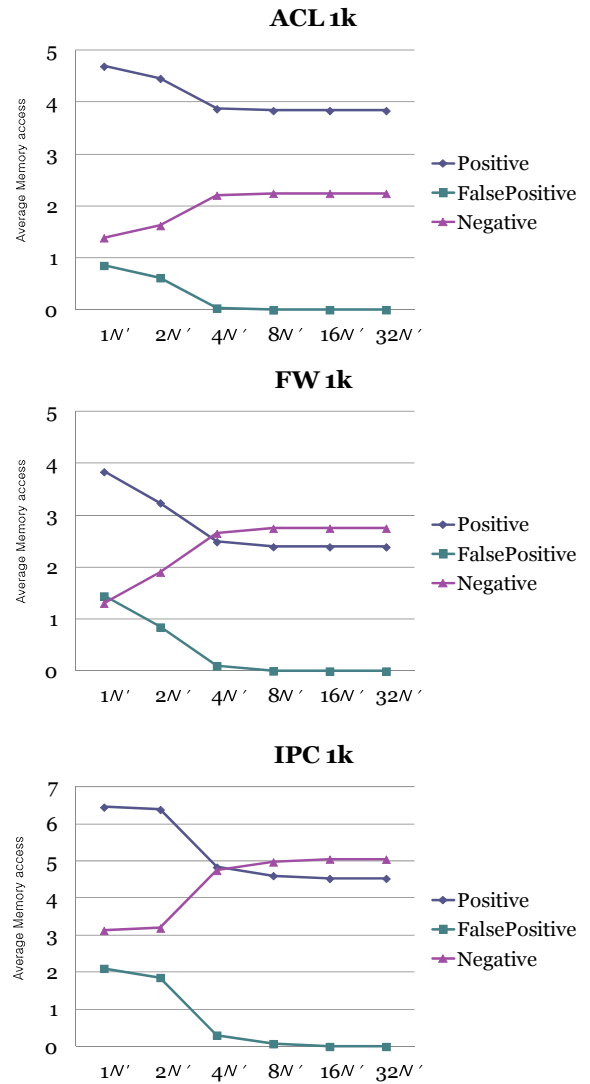 ACL 1k
Average Memory access
5
4
3
2
1
0
1N′ 2N′ 4N′ 8N′ 16N′ 32N′
Positive
FalsePositive
Negative
FW 1k
Average Memory access
5
4
3
2
1
0
1N′ 2N′ 4N′ 8N′ 16N′ 32N′
Positive
FalsePositive
Negative
IPC 1k
Average Memory access
7
6
5
4
3
2
1
0
1N′ 2N′ 4N′ 8N′ 16N′ 32N′
Positive
FalsePositive
Negative